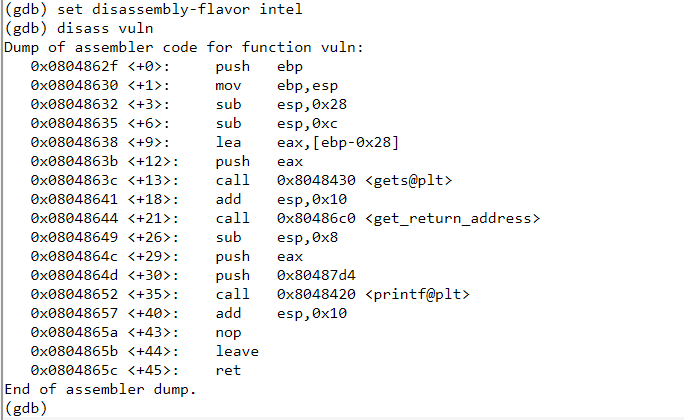 (gdb) set disassembly-flavor intel
(gdb) disass vuln
Dump of assembler code for function vuln:
   0x0804862f <+0>:     push   ebp
   0x08048630 <+1>:     mov    ebp,esp
   0x08048632 <+3>:     sub    esp,0x28
   0x08048635 <+6>:     sub    esp,0xc
   0x08048638 <+9>:     lea    eax,[ebp-0x28]
   0x0804863b <+12>:    push   eax
   0x0804863c <+13>:    call   0x8048430 <gets@plt>
   0x08048641 <+18>:    add    esp,0x10
   0x08048644 <+21>:    call   0x80486c0 <get_return_address>
   0x08048649 <+26>:    sub    esp,0x8
   0x0804864c <+29>:    push   eax
   0x0804864d <+30>:    push   0x80487d4
   0x08048652 <+35>:    call   0x8048420 <printf@plt>
   0x08048657 <+40>:    add    esp,0x10
   0x0804865a <+43>:    nop
   0x0804865b <+44>:    leave
   0x0804865c <+45>:    ret
End of assembler dump.
(gdb)